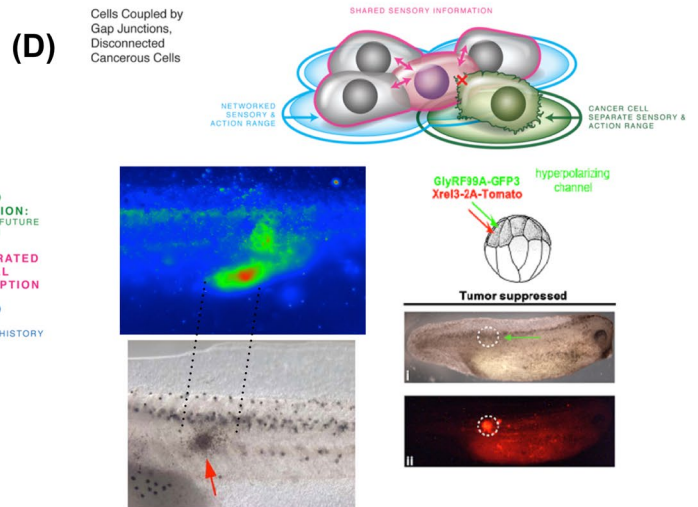 (D)
Cells Coupled by
Gap Junctions,
Disconnected
Cancerous Cells
SHARED SENSORY INFORMATION
NETWORKED
SENSORY &
ACTION RANGE
CANCER CELL
SEPARATE SENSORY &
ACTION RANGE
ION:
FUTURE
RATED
L
PTION
HISTORY
GlyRF99A-GFP3
Xrel3-2A-Tomato
hyperpolarizing
channel
Tumor suppressed
i
ii